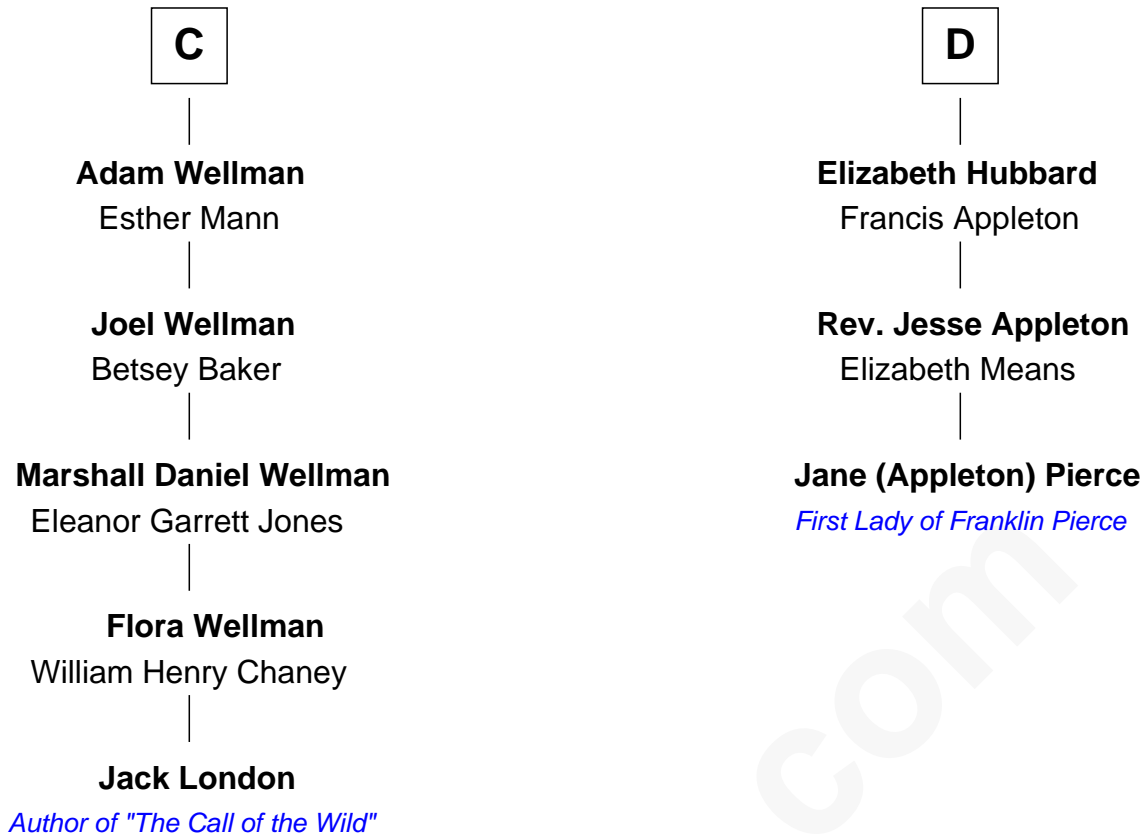 C
Adam Wellman
Esther Mann
Joel Wellman
Betsey Baker
Marshall Daniel Wellman
Eleanor Garrett Jones
Flora Wellman
William Henry Chaney
Jack London
Author of "The Call of the Wild"
D
Elizabeth Hubbard
Francis Appleton
Rev. Jesse Appleton
Elizabeth Means
Jane (Appleton) Pierce
First Lady of Franklin Pierce
com